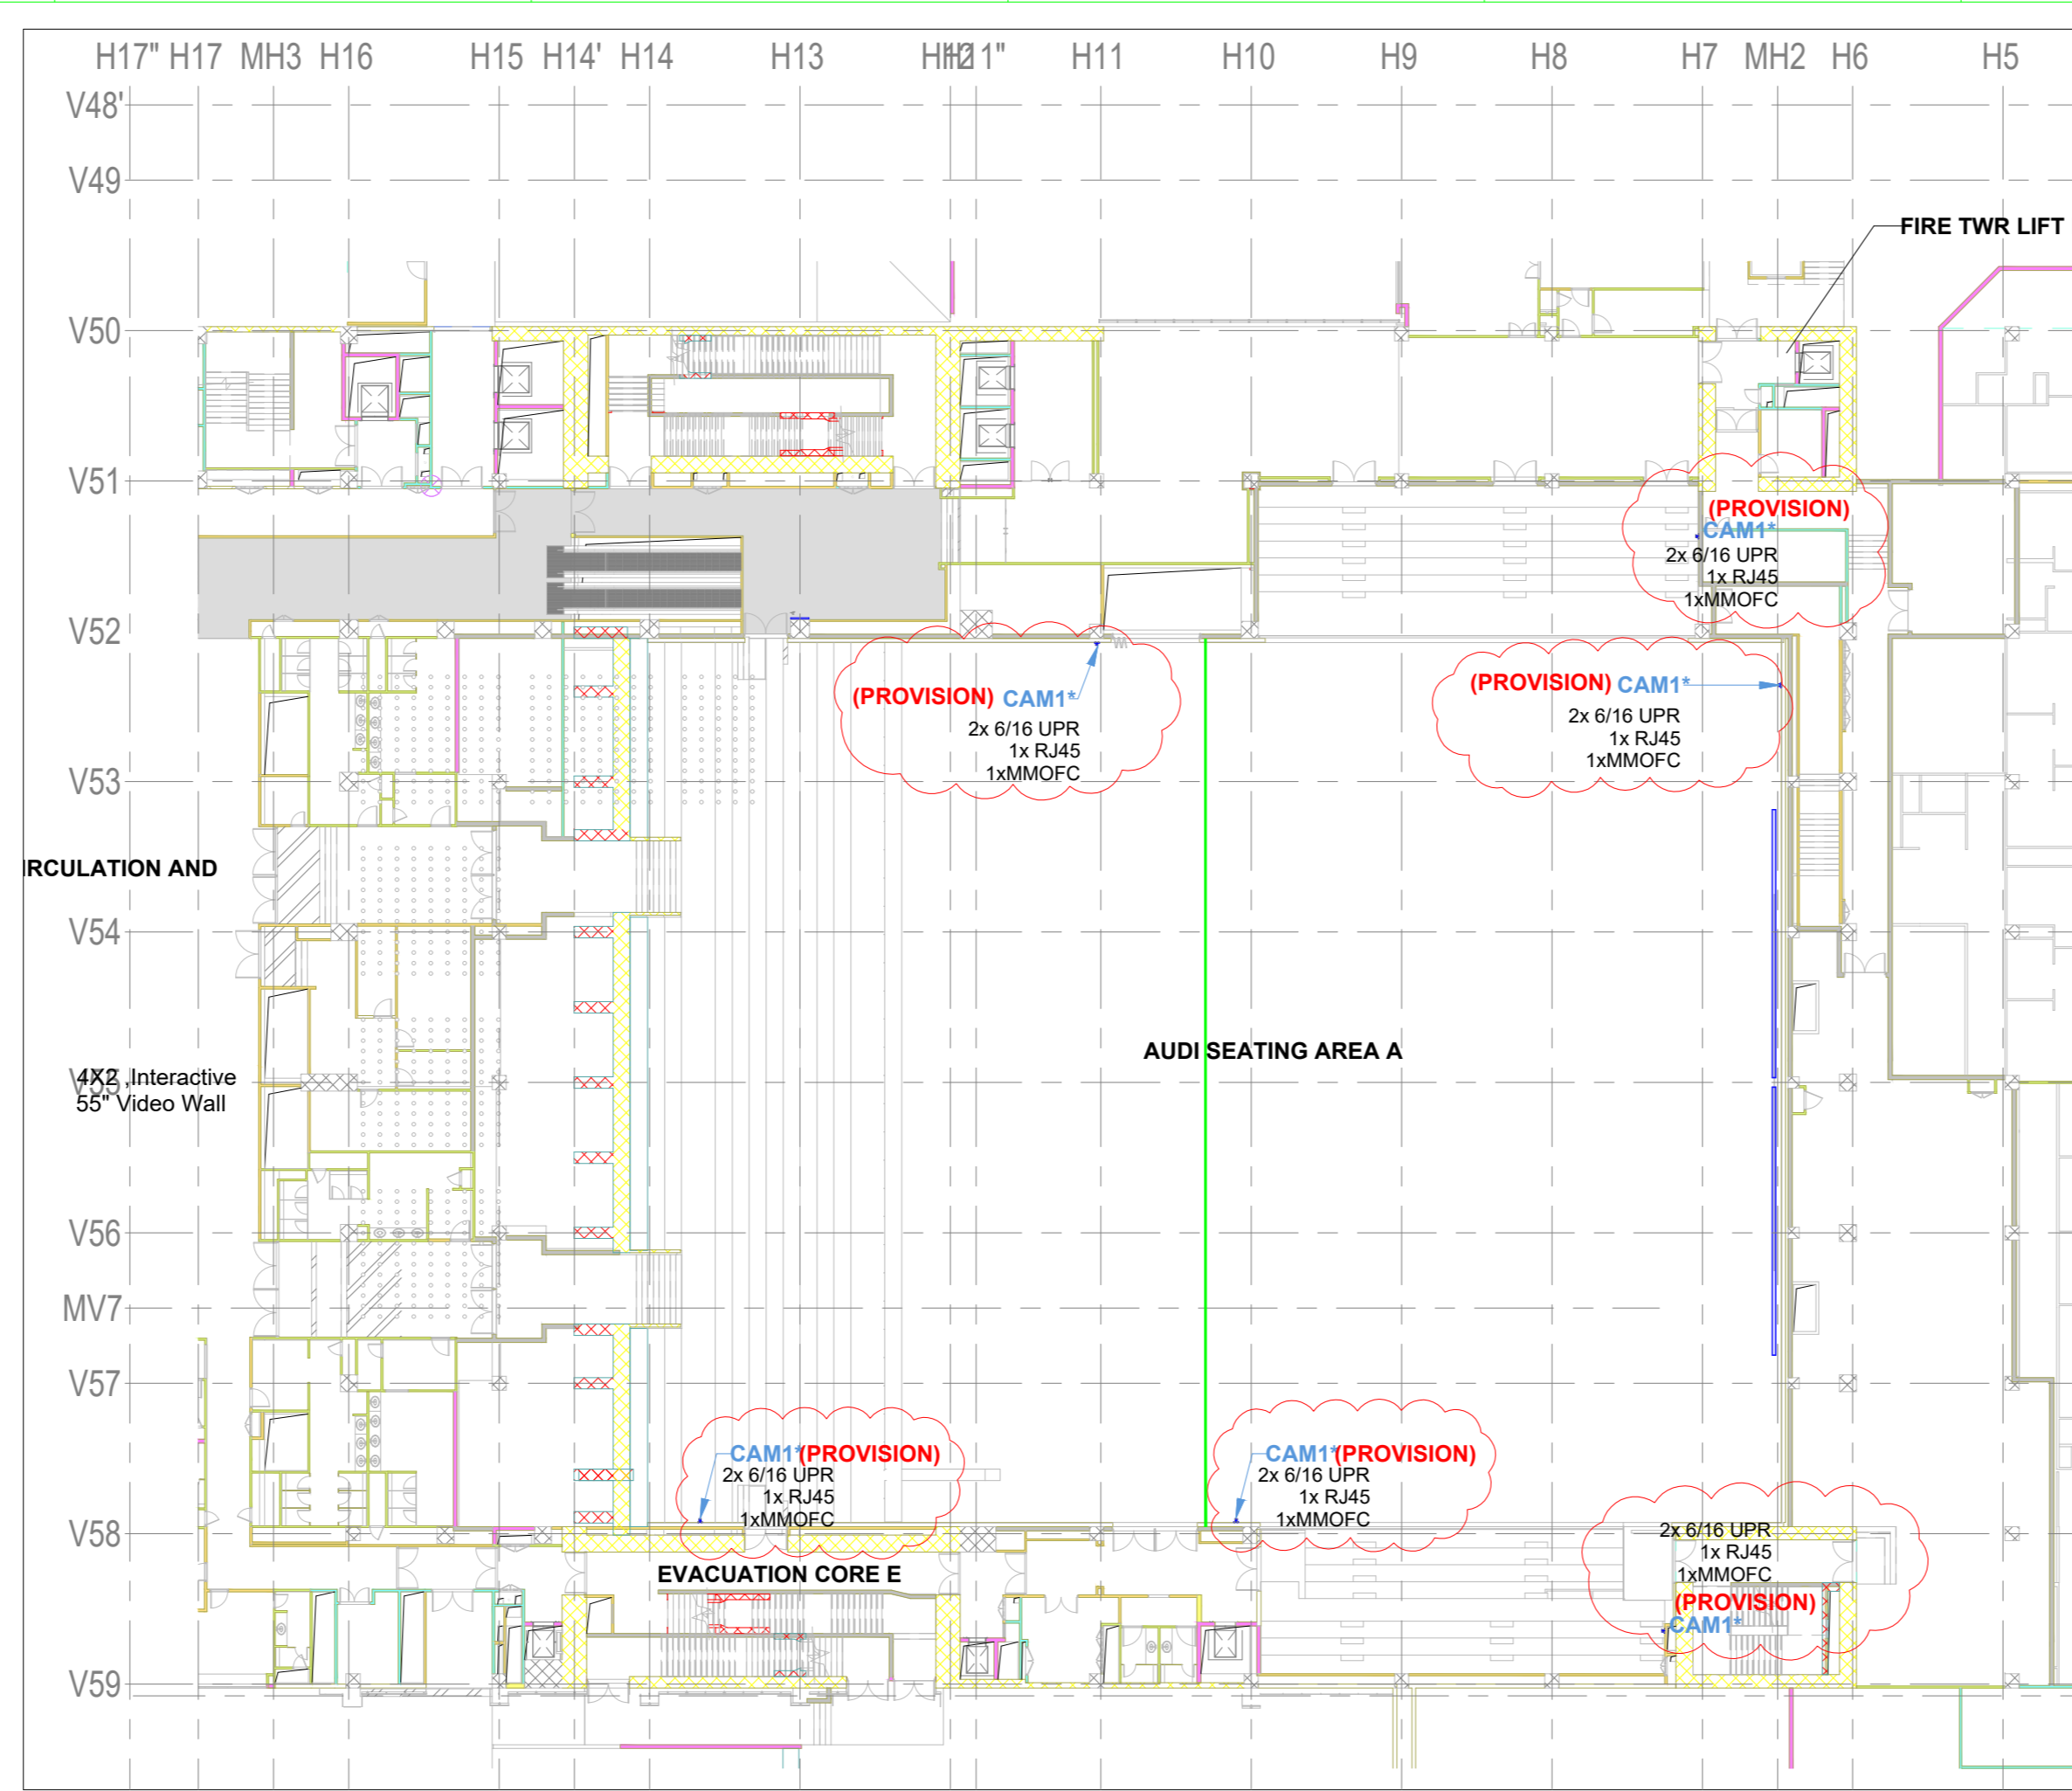 H17" H17 MH3 H16 H15 H14' H14 H13 H12 H11" H11 H10 H9 H8 H7 MH2 H6 H5
V48'
V49
FIRE TWR LIFT
V50
V51
(PROVISION)
CAM1*
2x 6/16 UPR
1x RJ45
1xMMOFC
V52
(PROVISION) CAM1*
2x 6/16 UPR
1x RJ45
1xMMOFC
(PROVISION) CAM1*
2x 6/16 UPR
1x RJ45
1xMMOFC
V53
IRCULATION AND
V54
AUDI SEATING AREA A
V55
4X2 ,Interactive
55" Video Wall
V56
MV7
V57
CAM1*(PROVISION)
2x 6/16 UPR
1x RJ45
1xMMOFC
CAM1*(PROVISION)
2x 6/16 UPR
1x RJ45
1xMMOFC
V58
2x 6/16 UPR
1x RJ45
1xMMOFC
(PROVISION)
CAM1*
EVACUATION CORE E
V59